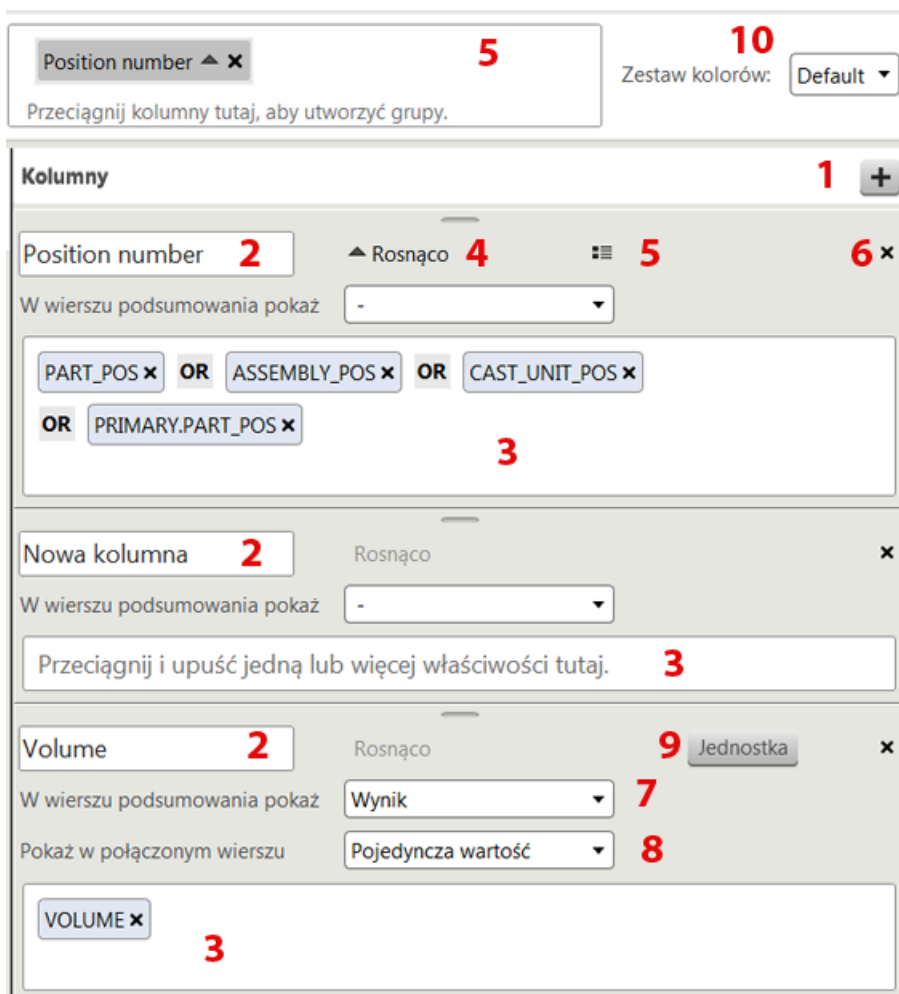 Position number 5
10
Zestaw kolorów: Default
Przeciągnij kolumny tutaj, aby utworzyć grupy.
Kolumny 1 +
Position number 2 Rosnąco 4 5 6
W wierszu podsumowania pokaż -
PART_POS OR ASSEMBLY_POS OR CAST_UNIT_POS
OR PRIMARY.PART_POS
3
Nowa kolumna 2 Rosnąco
W wierszu podsumowania pokaż -
Przeciągnij i upuść jedną lub więcej właściwości tutaj. 3
Volume 2 Rosnąco 9 Jednostka
W wierszu podsumowania pokaż Wynik 7
Pokaż w połączonym wierszu Pojedyncza wartość 8
VOLUME
3